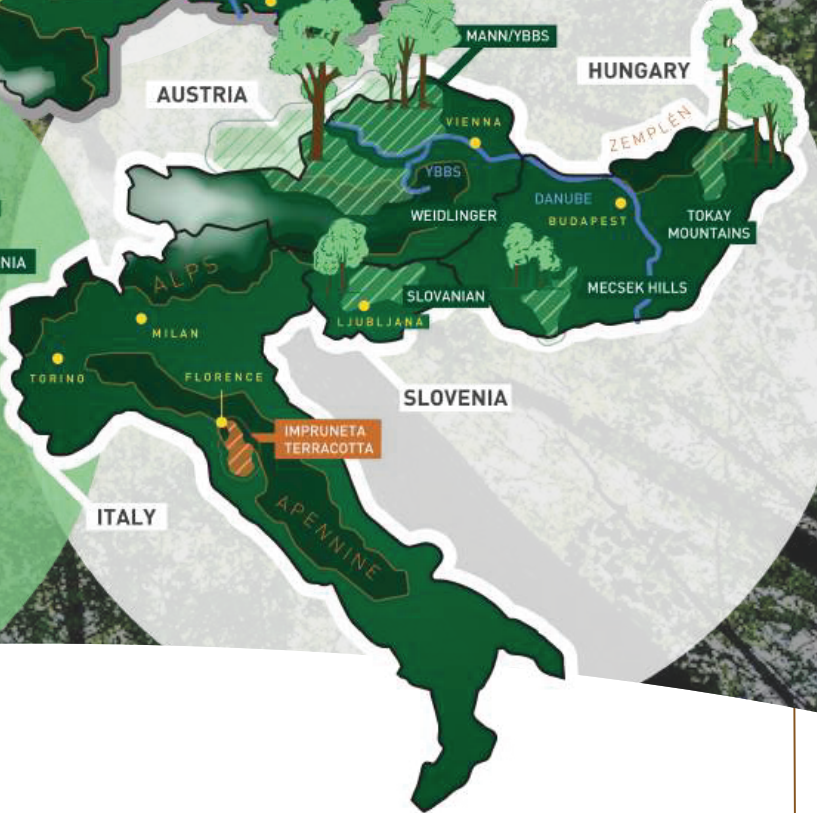 MANN/YBBS
HUNGARY
AUSTRIA
VIENNA
ZEMPLÉN
YBBS
DANUBE
BUDAPEST
WEIDLINGER
TOKAY
MOUNTAINS
NIA
ALPS
SLOVANIAN
MECSEK HILLS
LJUBLJANA
MILAN
TORINO
FLORENCE
SLOVENIA
IMPRUNETA
TERRACOTTA
ITALY
APENNINE